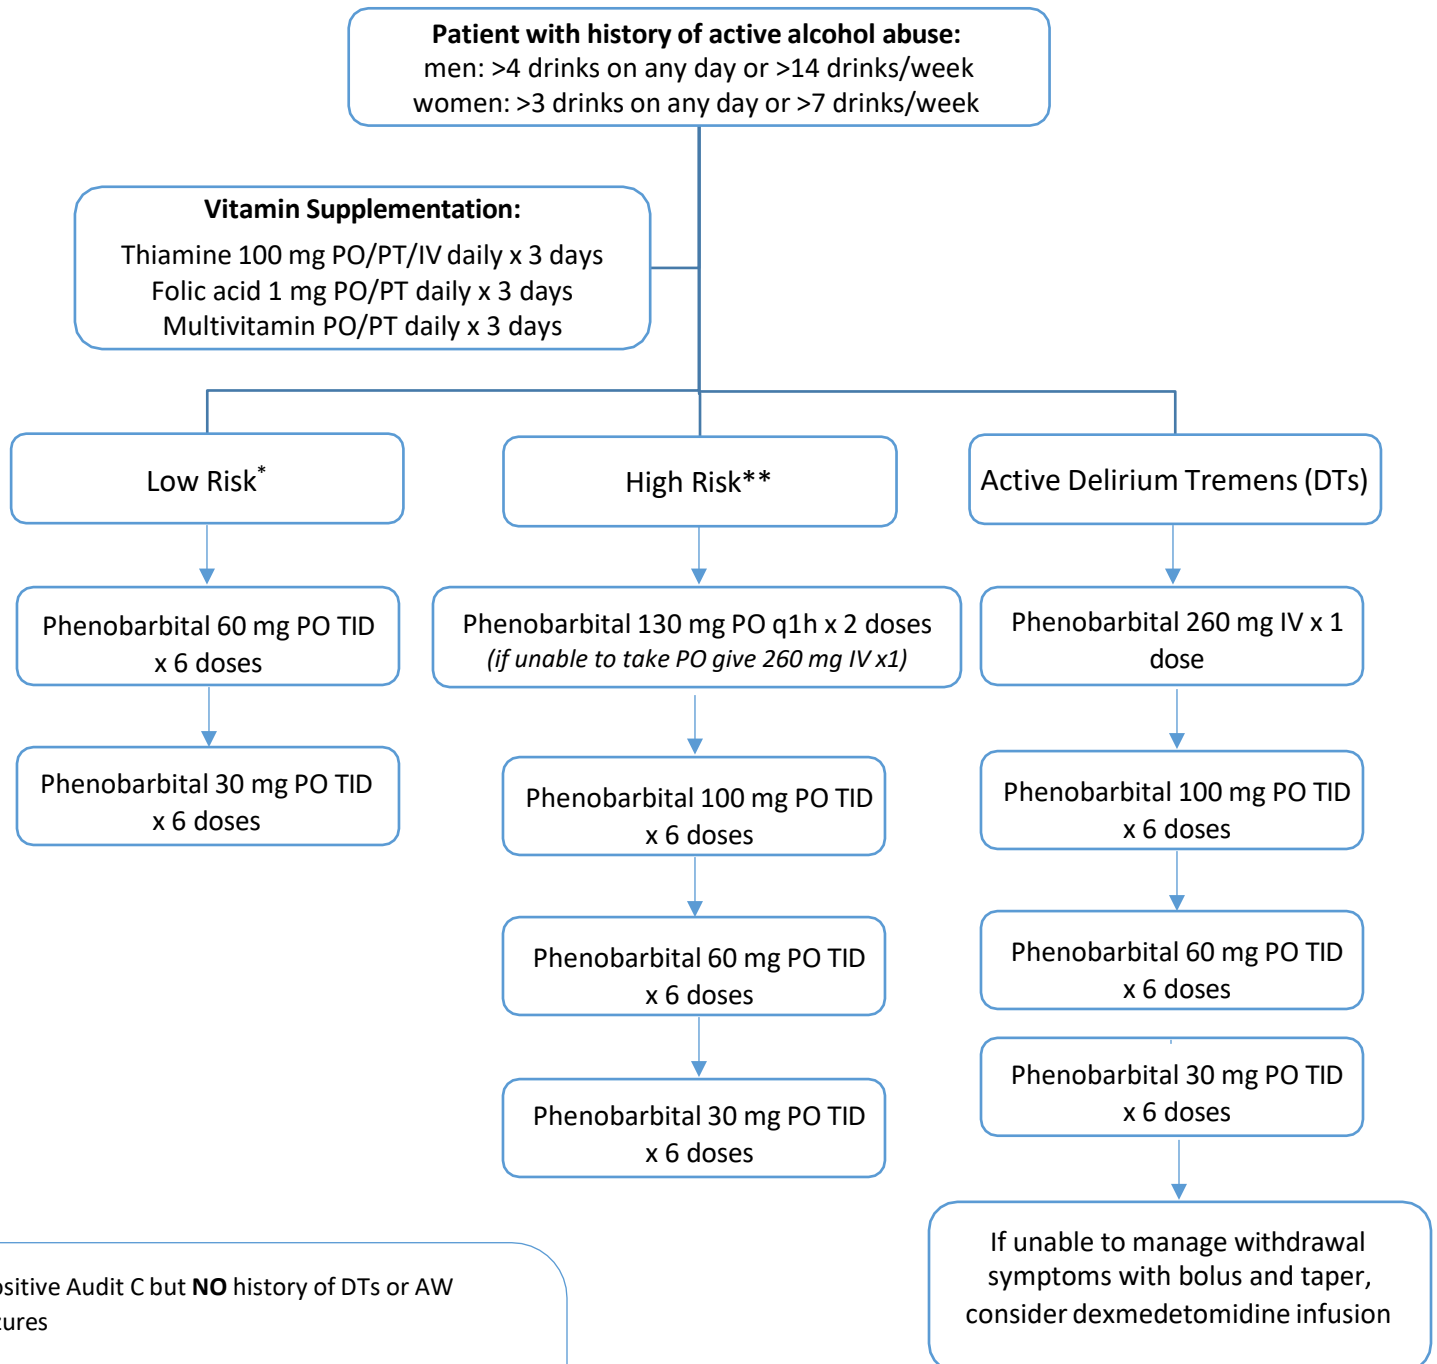 Patient with history of active alcohol abuse:
men: >4 drinks on any day or >14 drinks/week
women: >3 drinks on any day or >7 drinks/week
Vitamin Supplementation:
Thiamine 100 mg PO/PT/IV daily x 3 days
Folic acid 1 mg PO/PT daily x 3 days
Multivitamin PO/PT daily x 3 days
Low Risk*
Phenobarbital 60 mg PO TID
x 6 doses
Phenobarbital 30 mg PO TID
x 6 doses
High Risk**
Phenobarbital 130 mg PO q1h x 2 doses
(if unable to take PO give 260 mg IV x1)
Phenobarbital 100 mg PO TID
x 6 doses
Phenobarbital 60 mg PO TID
x 6 doses
Phenobarbital 30 mg PO TID
x 6 doses
Active Delirium Tremens (DTs)
Phenobarbital 260 mg IV x 1
dose
Phenobarbital 100 mg PO TID
x 6 doses
Phenobarbital 60 mg PO TID
x 6 doses
Phenobarbital 30 mg PO TID
x 6 doses
If unable to manage withdrawal
symptoms with bolus and taper,
consider dexmedetomidine infusion
Audit C but NO history of DTs or AW